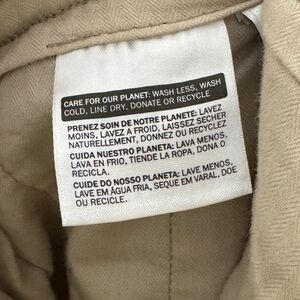 CARE FOR OUR PLANET: WASH LESS, WASH
COLD, LINE DRY, DONATE OR RECYCLE
PRENEZ SOIN DE NOTRE PLANETE: LAVEZ
MOINS, LAVEZ À FROID, LAISSEZ SÉCHER
NATURELLEMENT, DONNEZ OU RECYCLEZ
CUIDA NUESTRO PLANETA: LAVA MENOS,
LAVA EN FRIO, TIENDE LA ROPA, DONA O
RECICLA.
CUIDE DO NOSSO PLANETA: LAVE MENOS,
LAVE EM ÁGUA FRIA, SEQUE EM VARAL, DOE
OU RECICLE.